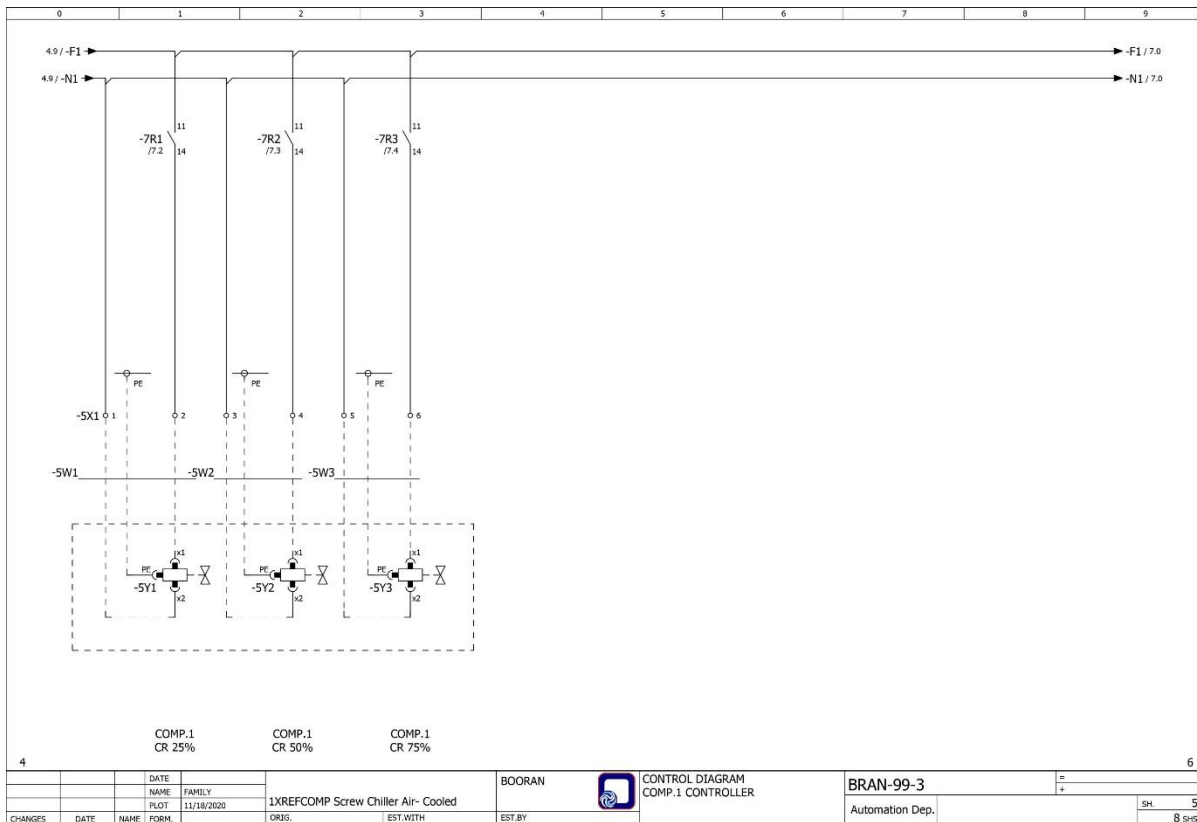 0 1 2 3 4 5 6 7 8 9
4.9 / -F1 -F1 / 7.0
4.9 / -N1 -N1 / 7.0
11 11 11
-7R1 -7R2 -7R3
/7.2 14 /7.3 14 /7.4 14
PE PE PE
-5X1 1 2 3 4 5 6
-5W1 -5W2 -5W3
x1 x1 x1
PE PE PE
-5Y1 -5Y2 -5Y3
x2 x2 x2
COMP.1 COMP.1 COMP.1
CR 25% CR 50% CR 75%
4 6
DATE BOORAN CONTROL DIAGRAM BRAN-99-3 =
NAME FAMILY COMP.1 CONTROLLER +
PLOT 11/18/2020 1XREFCOMP Screw Chiller Air- Cooled Automation Dep. SH. 5
CHANGES DATE NAME FORM. ORIG. EST.WITH EST.BY 8 SHS